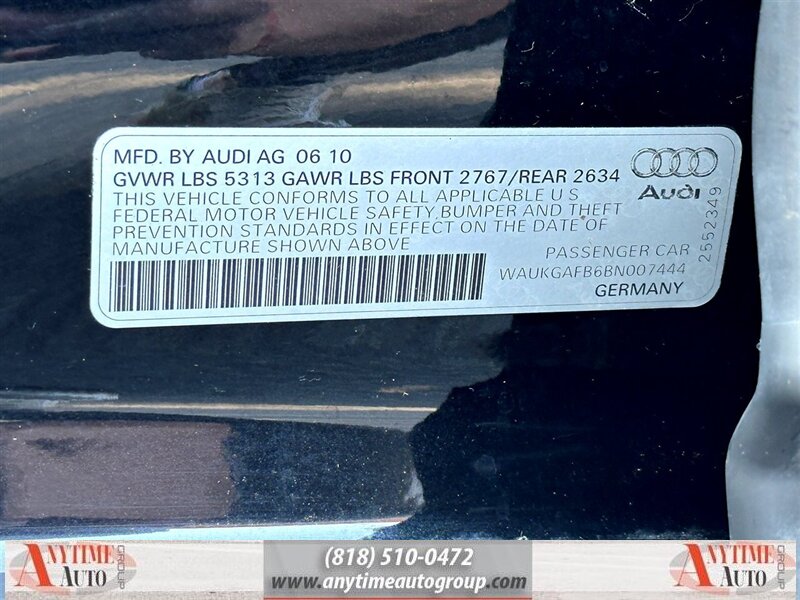 MFD. BY AUDI AG 06 10
GVWR LBS 5313 GAWR LBS FRONT 2767/REAR 2634
THIS VEHICLE CONFORMS TO ALL APPLICABLE U S
FEDERAL MOTOR VEHICLE SAFETY,BUMPER AND THEFT
PREVENTION STANDARDS IN EFFECT ON THE DATE OF
MANUFACTURE SHOWN ABOVE
Audi
2552349
PASSENGER CAR
WAUKGAFB6BN007444
GERMANY
ANYTIME
AUTO
GROUP
(818) 510-0472
www.anytimeautogroup.com
ANYTIME
AUTO
GROUP